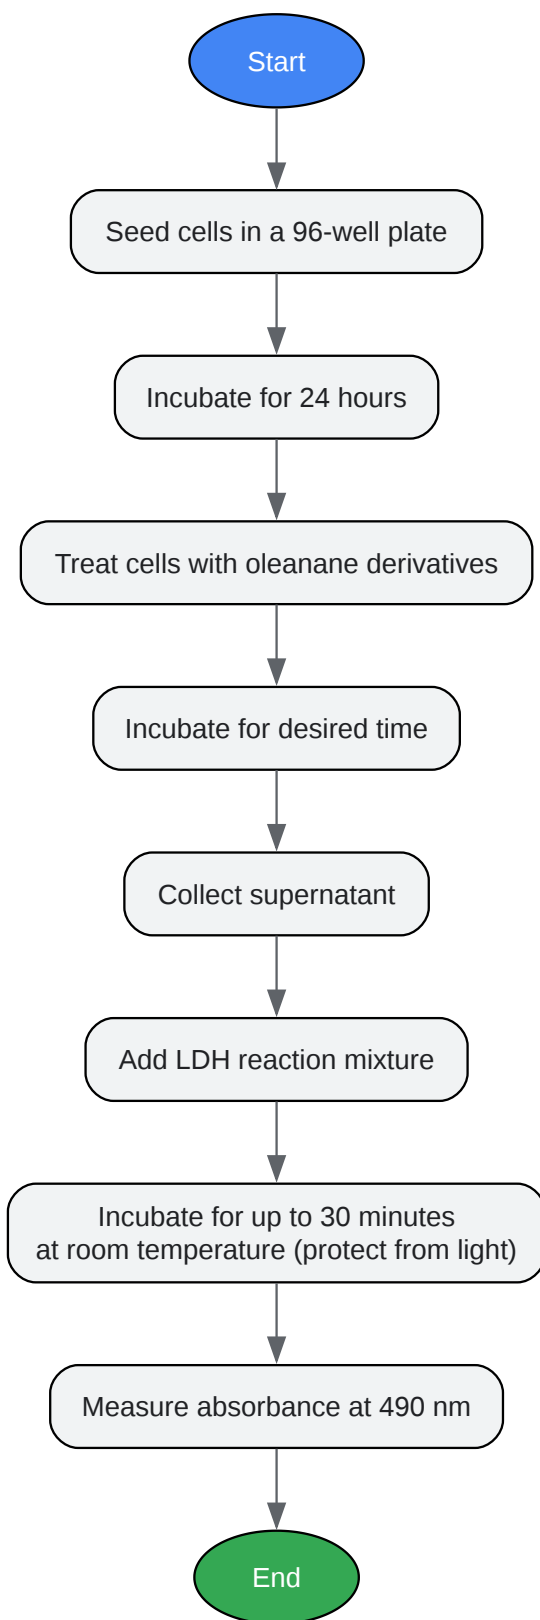 Start
Seed cells in a 96-well plate
Incubate for 24 hours
Treat cells with oleanane derivatives
Incubate for desired time
Collect supernatant
Add LDH reaction mixture
Incubate for up to 30 minutes
at room temperature (protect from light)
Measure absorbance at 490 nm
End